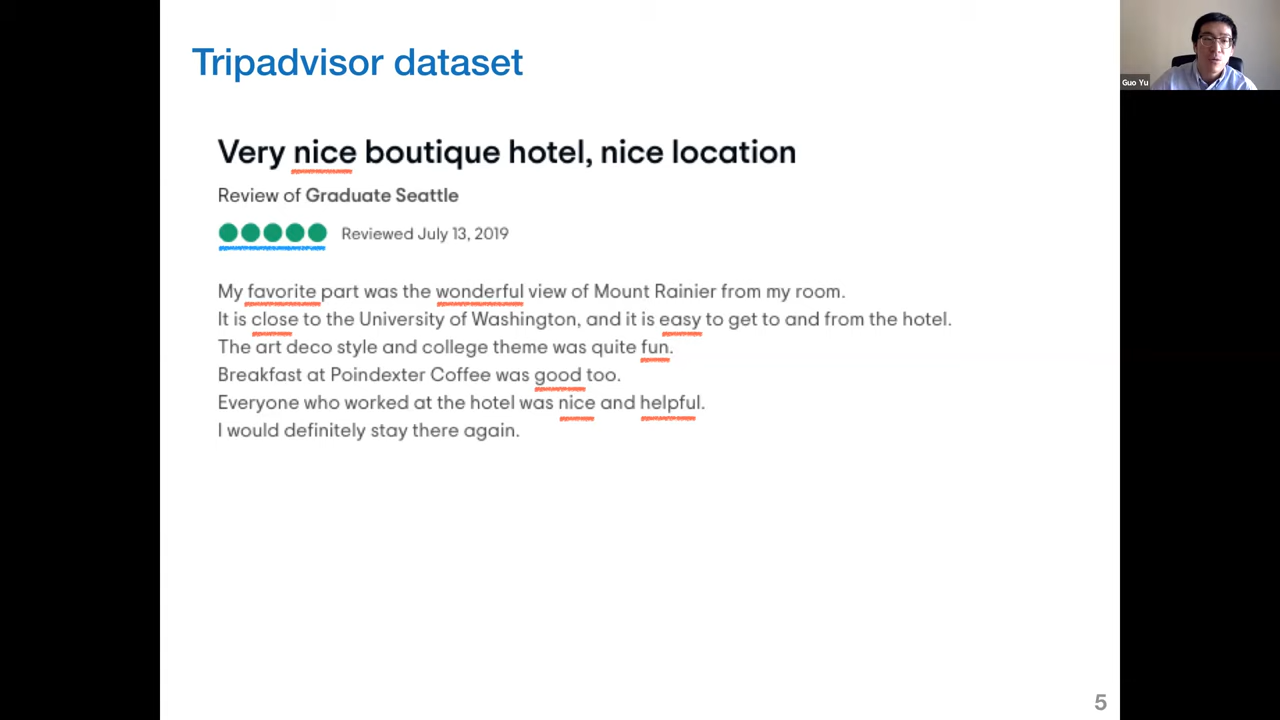 Tripadvisor dataset
Guo Yu
Very nice boutique hotel, nice location
Review of Graduate Seattle
Reviewed July 13, 2019
My favorite part was the wonderful view of Mount Rainier from my room.
It is close to the University of Washington, and it is easy to get to and from the hotel.
The art deco style and college theme was quite fun.
Breakfast at Poindexter Coffee was good too.
Everyone who worked at the hotel was nice and helpful.
I would definitely stay there again.
5